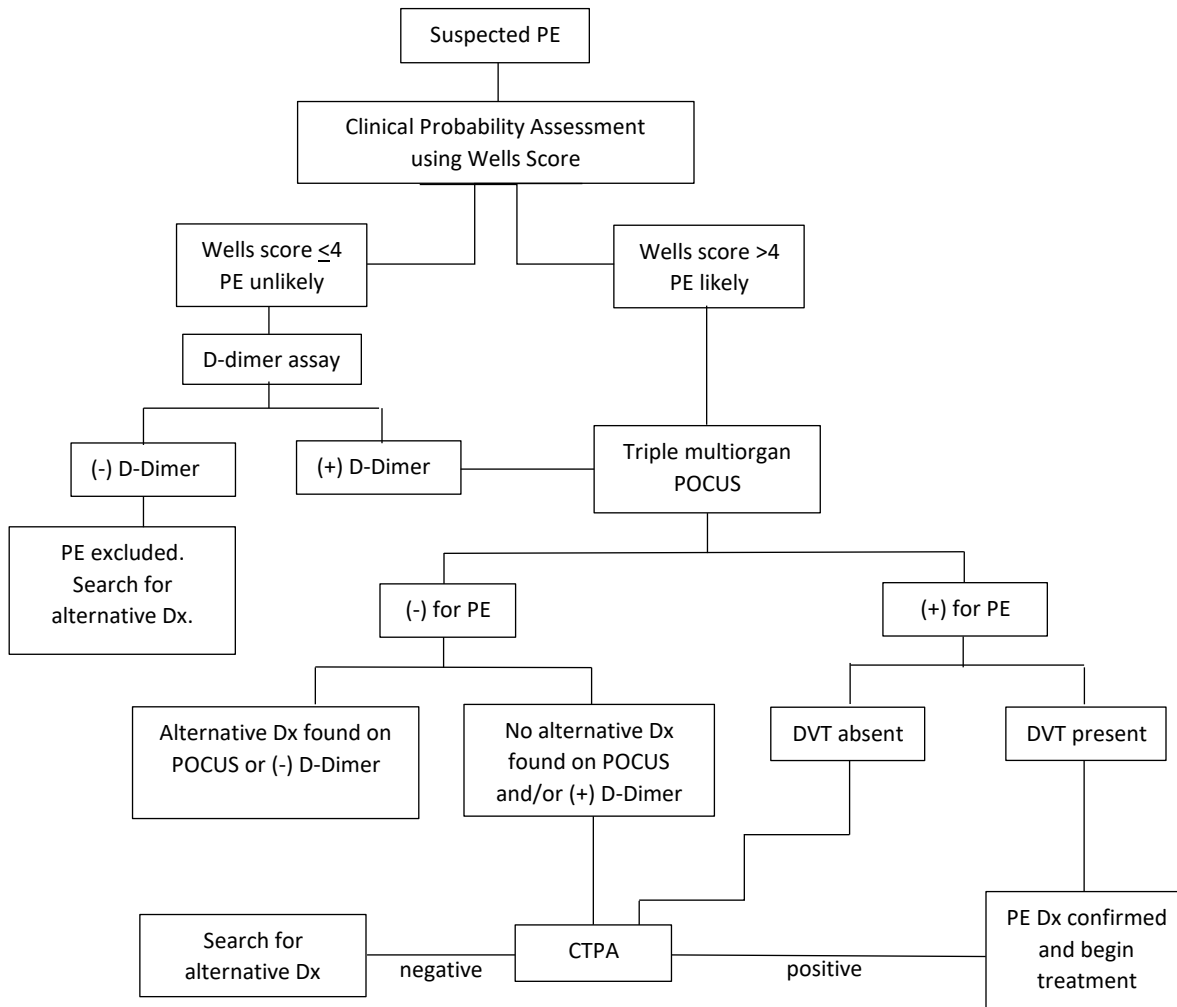 Suspected PE
Clinical Probability Assessment
using Wells Score
Wells score ≤4
PE unlikely
Wells score >4
PE likely
D-dimer assay
(-) D-Dimer
(+) D-Dimer
Triple multiorgan
POCUS
PE excluded.
Search for
alternative Dx.
(-) for PE
(+) for PE
Alternative Dx found on
POCUS or (-) D-Dimer
No alternative Dx
found on POCUS
and/or (+) D-Dimer
DVT absent
DVT present
Search for
alternative Dx
negative
CTPA
positive
PE Dx confirmed
and begin
treatment